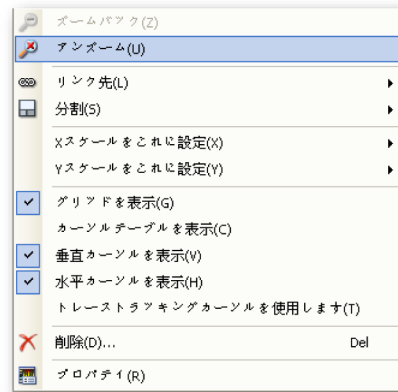 ズームバック(Z)
アンズーム(U)
リンク先(L)
分割(S)
Xスケールをこれに設定(X)
Yスケールをこれに設定(Y)
グリッドを表示(G)
カーソルテーブルを表示(C)
垂直カーソルを表示(V)
水平カーソルを表示(H)
トレーストラッキングカーソルを使用します(T)
削除(D)... Del
プロパティ(R)